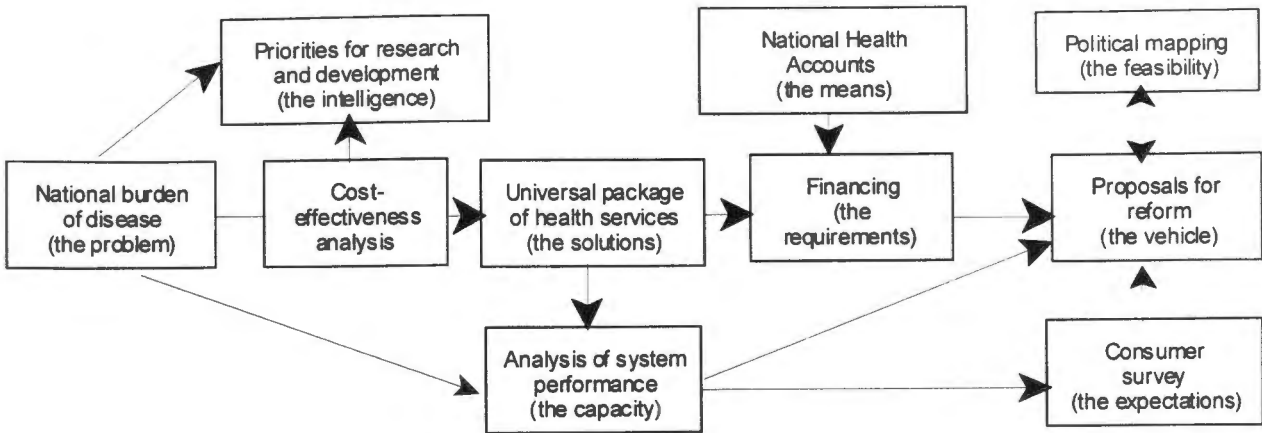 Priorities for research
and development
(the intelligence)
National Health
Accounts
(the means)
Political mapping
(the feasibility)
National burden
of disease
(the problem)
Cost-
effectiveness
analysis
Universal package
of health services
(the solutions)
Financing
(the
requirements)
Proposals for
reform
(the vehicle)
Analysis of system
performance
(the capacity)
Consumer
survey
(the expectations)